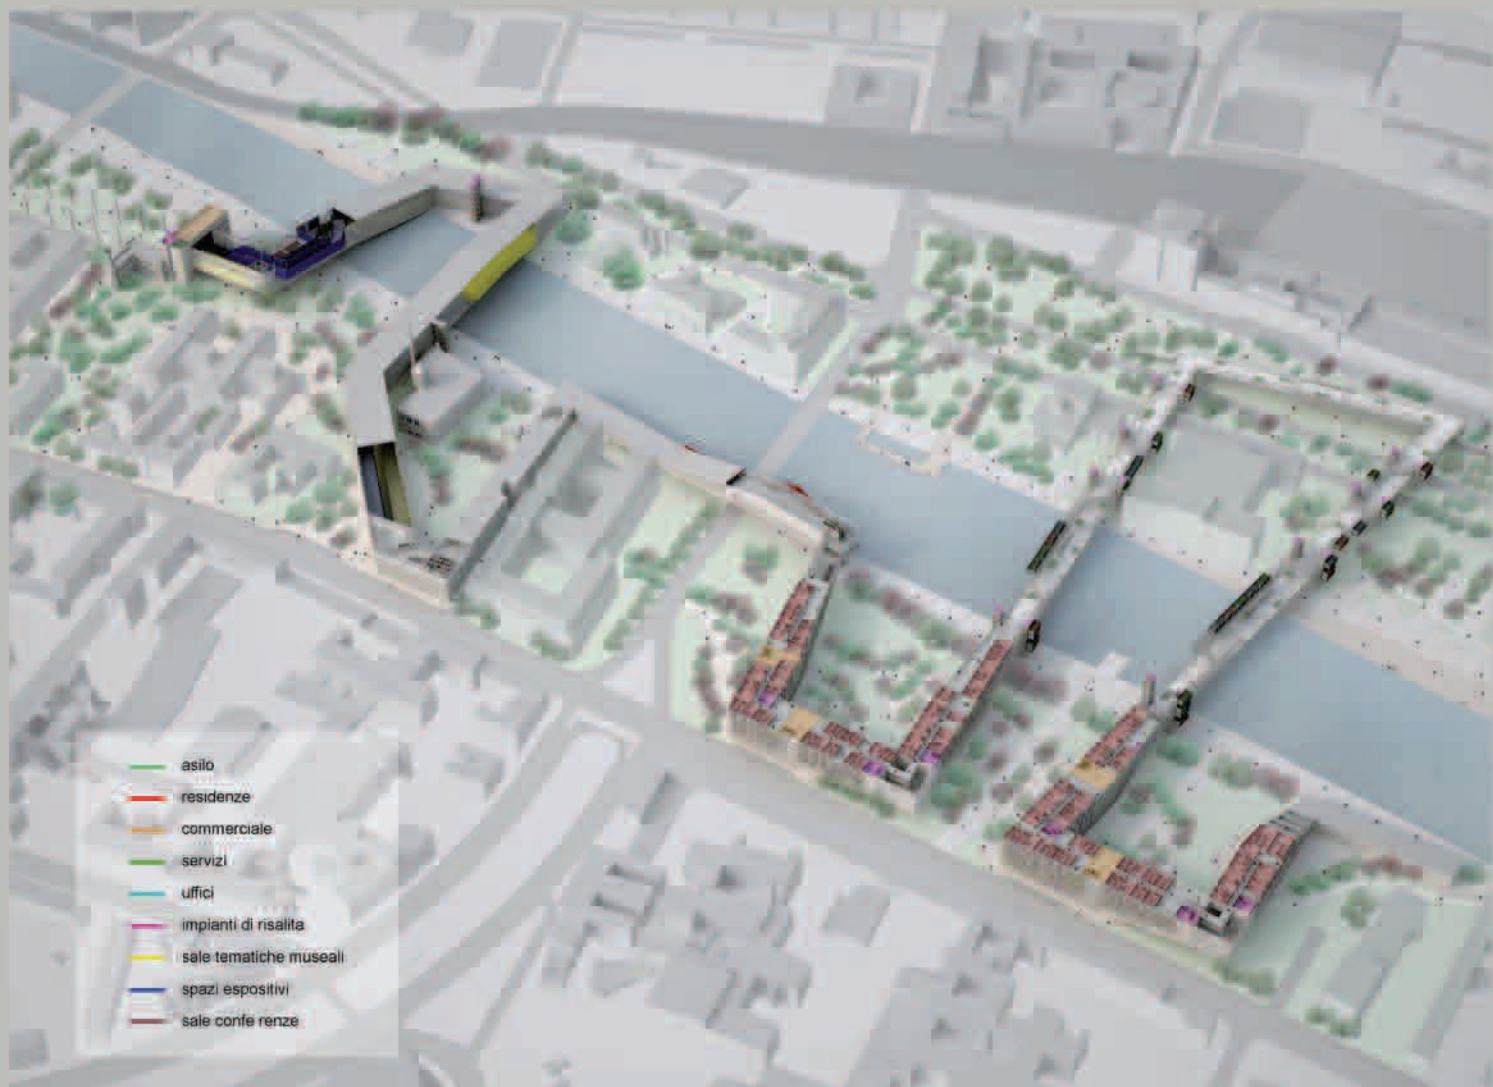 asilo
residenze
commerciale
servizi
uffici
impianti di risalita
sale tematiche museali
spazi espositivi
sale confe renze